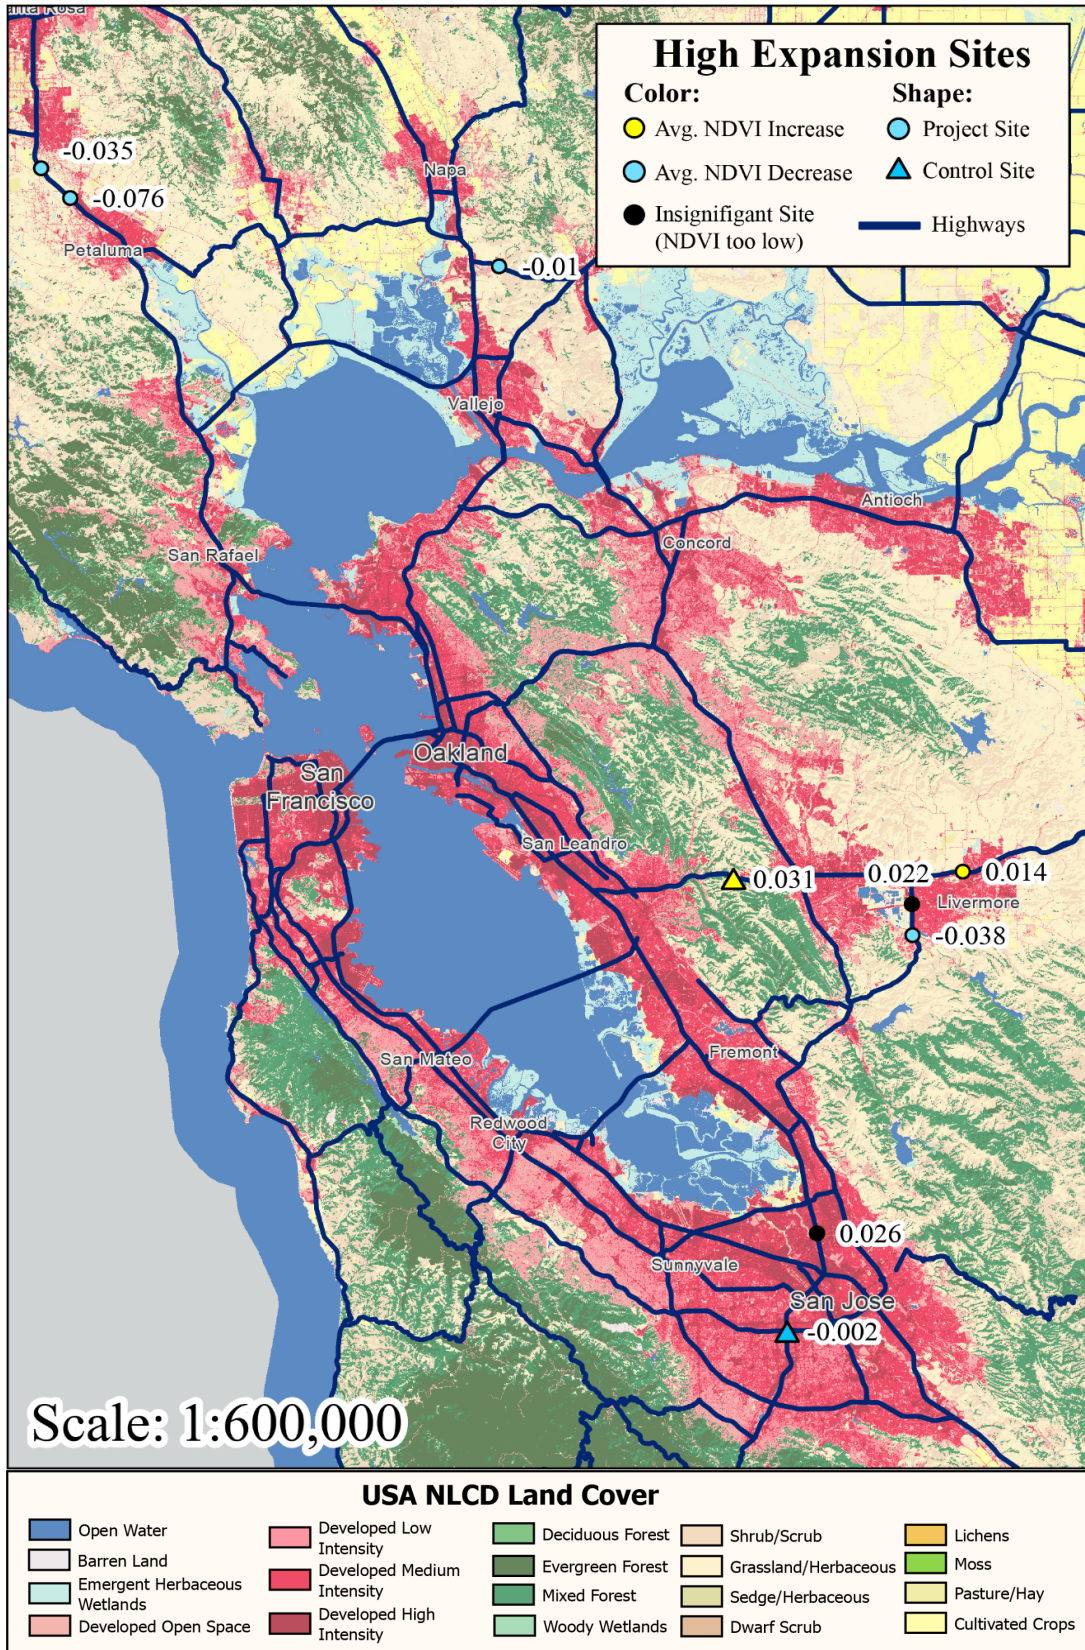 anta Rosa
High Expansion Sites
Color:
Shape:
Avg. NDVI Increase
Project Site
Avg. NDVI Decrease
Control Site
Insignifigant Site
(NDVI too low)
Highways
-0.035
-0.076
Napa
Petaluma
-0.01
Vallejo
Antioch
Concord
San Rafael
Oakland
San
Francisco
San Leandro
0.031
0.022
0.014
Livermore
-0.038
San Mateo
Fremont
Redwood
City
0.026
Sunnyvale
San Jose
-0.002
Scale: 1:600,000
USA NLCD Land Cover
Open Water
Barren Land
Emergent Herbaceous
Wetlands
Developed Open Space
Developed Low
Intensity
Developed Medium
Intensity
Developed High
Intensity
Deciduous Forest
Evergreen Forest
Mixed Forest
Woody Wetlands
Shrub/Scrub
Grassland/Herbaceous
Sedge/Herbaceous
Dwarf Scrub
Lichens
Moss
Pasture/Hay
Cultivated Crops